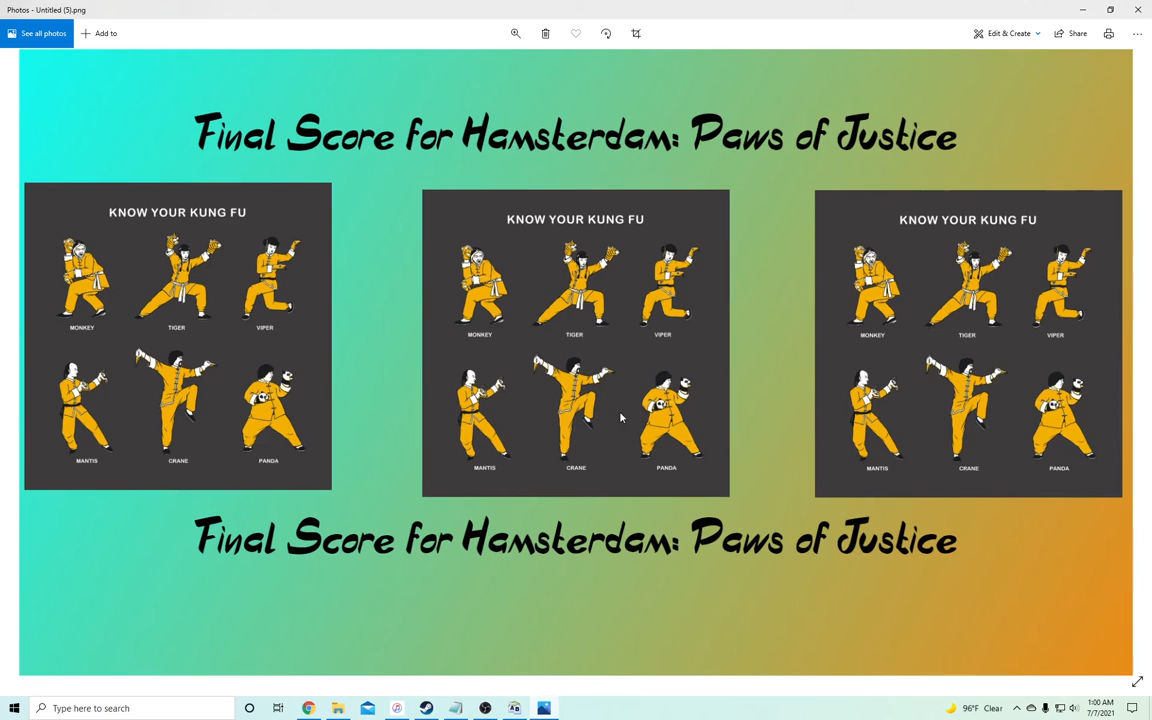 Photos - Untitled (5).png
See all photos
Add to
Edit & Create
Share
Final Score for Hamsterdam: Paws of Justice
KNOW YOUR KUNG FU
MONKEY TIGER VIPER
MANTIS CRANE PANDA
KNOW YOUR KUNG FU
MONKEY TIGER VIPER
MANTIS CRANE PANDA
KNOW YOUR KUNG FU
MONKEY TIGER VIPER
MANTIS CRANE PANDA
Final Score for Hamsterdam: Paws of Justice
Type here to search
96°F Clear
1:00 AM
7/7/2021